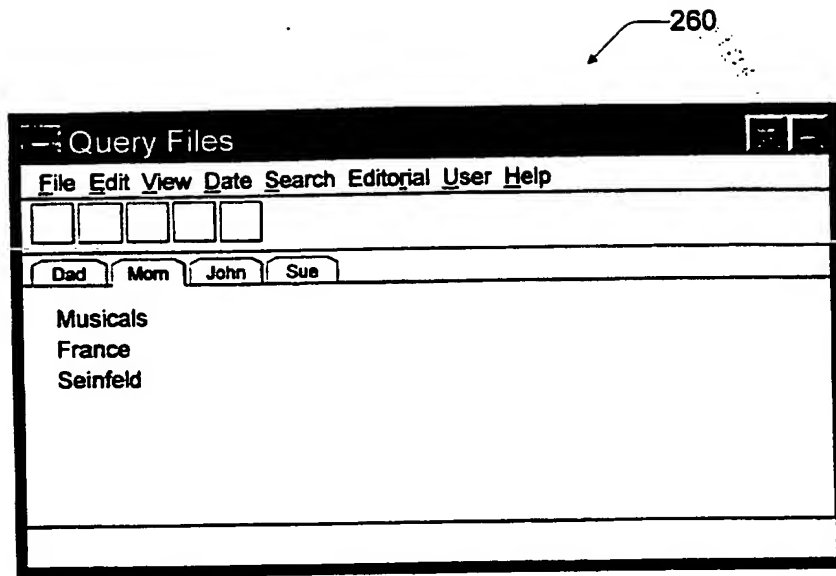 260
Query Files
File Edit View Date Search Editorial User Help
Dad Mom John Sue
Musicals
France
Seinfeld